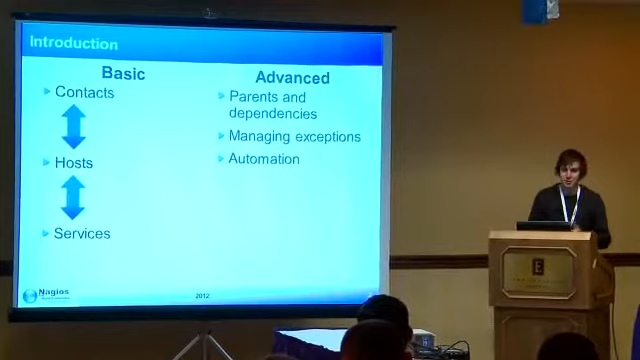 Introduction
Basic
Contacts
Hosts
Services
Advanced
Parents and
dependencies
Managing exceptions
Automation
Nagios
2012
E